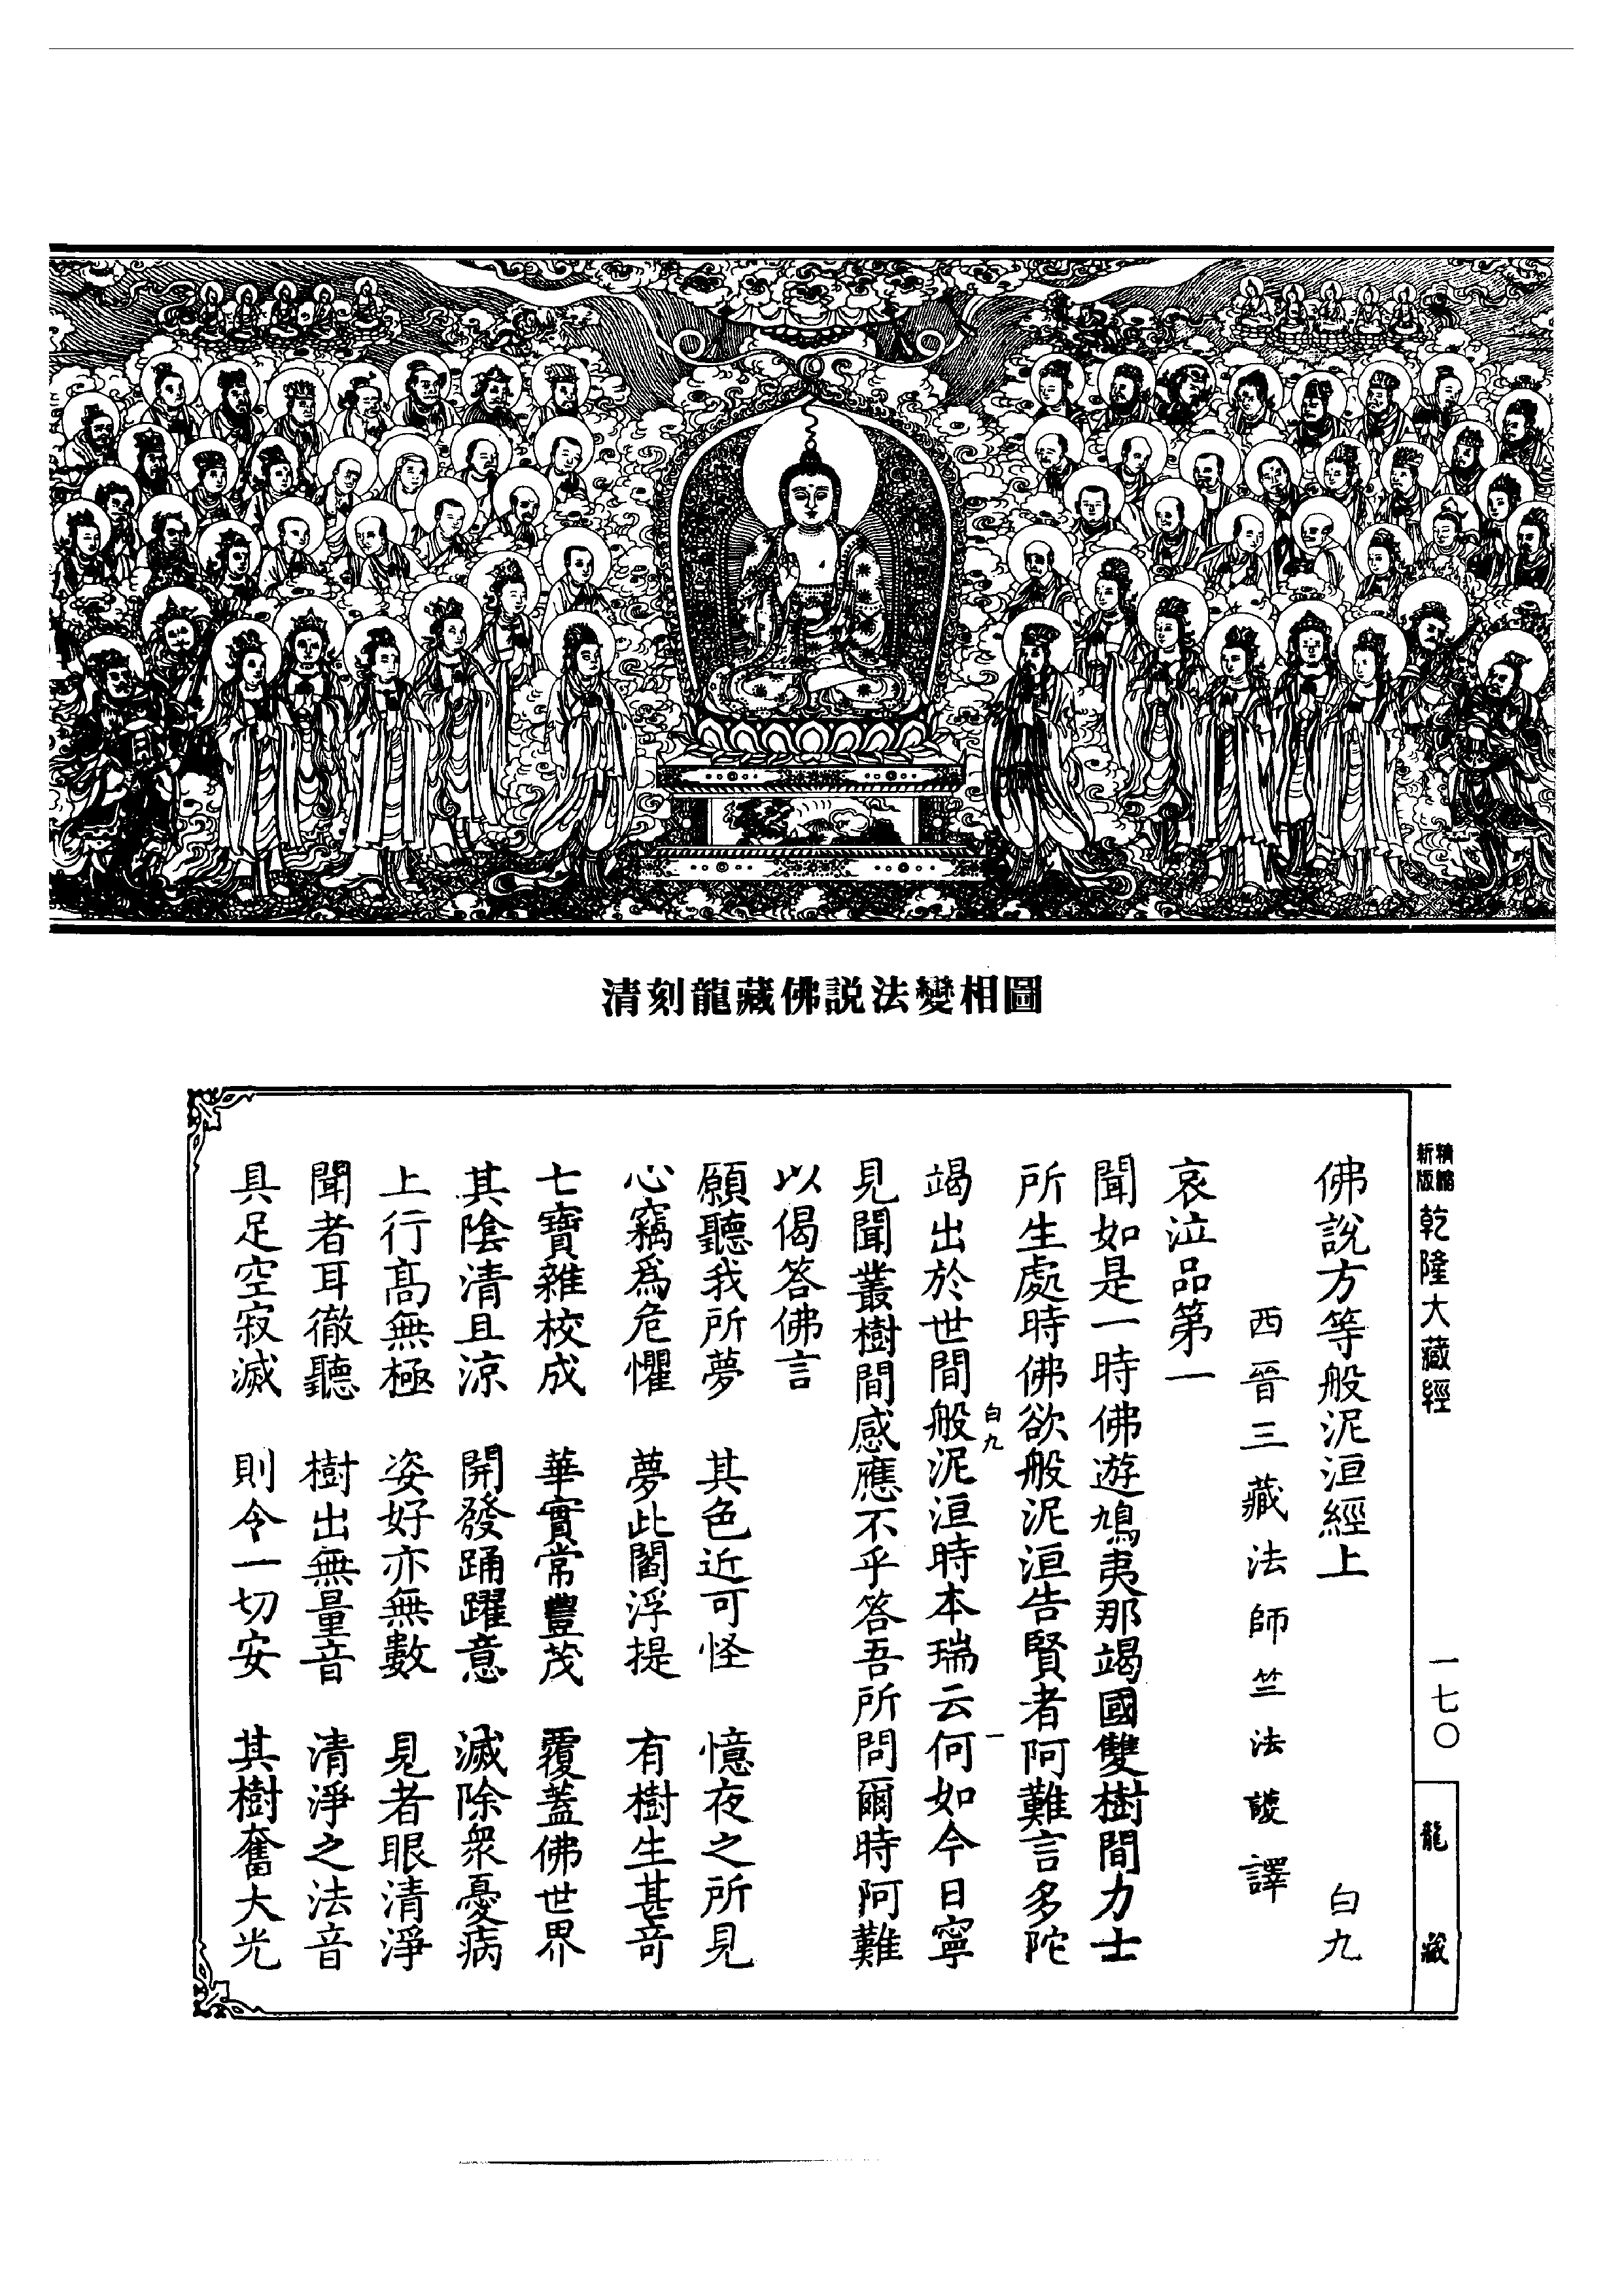 清刻龍藏佛説法變相圖
新版
精縮
乾隆大藏經
一七〇
龍藏
佛說方等般泥洹經上 白九
西晉三藏法師竺法護譯
哀泣品第一
聞如是一時佛遊鳩夷那竭國雙樹間力士
所生處時佛欲般泥洹告賢者阿難言多陀
竭出於世間般泥洹時本瑞云何如今日寧
白九 一
見聞叢樹間感應不乎答吾所問爾時阿難
以偈答佛言
願聽我所夢 其色近可怪 憶夜之所見
心竊爲危懼 夢此閻浮提 有樹生甚奇
七寶雜校成 華實常豐茂 覆蓋佛世界
其陰清且涼 開發踊躍意 滅除衆憂病
上行高無極 姿好亦無數 見者眼清淨
聞者耳徹聽 樹出無量音 清淨之法音
具足空寂滅 則令一切安 其樹奮大光